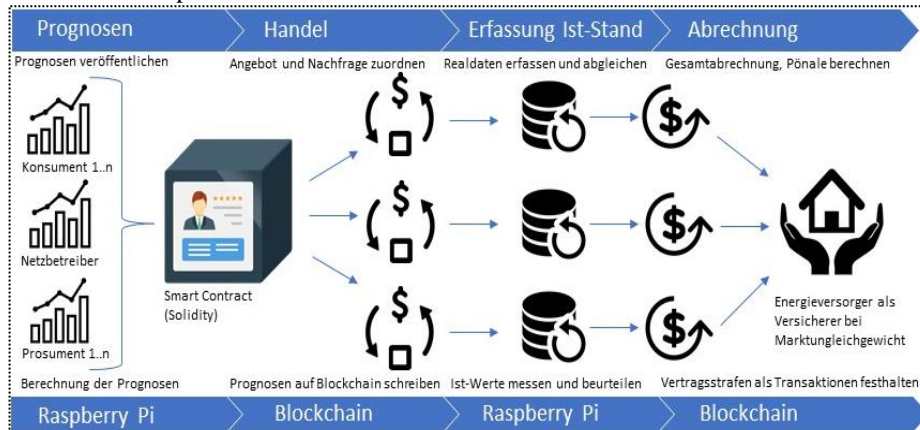 Prognosen
Handel
Erfassung Ist-Stand
Abrechnung
Prognosen veröffentlichen
Angebot und Nachfrage zuordnen
Realdaten erfassen und abgleichen
Gesamtabrechnung, Pönale berechnen
Konsument 1..n
Netzbetreiber
Prosument 1..n
Smart Contract
(Solidity)
Energieversorger als
Versicherer bei
Marktungleichgewicht
Berechnung der Prognosen
Prognosen auf Blockchain schreiben
Ist-Werte messen und beurteilen
Vertragsstrafen als Transaktionen festhalten
Raspberry Pi
Blockchain
Raspberry Pi
Blockchain